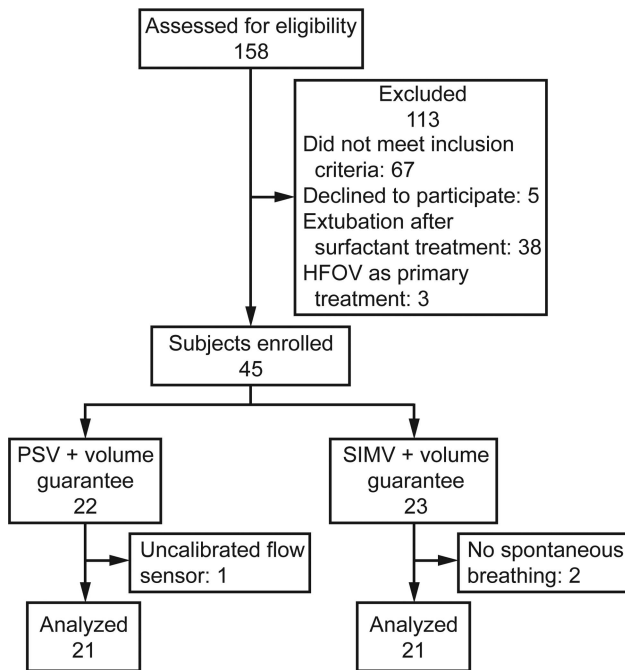 Assessed for eligibility
158
Excluded
113
Did not meet inclusion
criteria: 67
Declined to participate: 5
Extubation after
surfactant treatment: 38
HFOV as primary
treatment: 3
Subjects enrolled
45
PSV + volume
guarantee
22
SIMV + volume
guarantee
23
Uncalibrated flow
sensor: 1
No spontaneous
breathing: 2
Analyzed
21
Analyzed
21